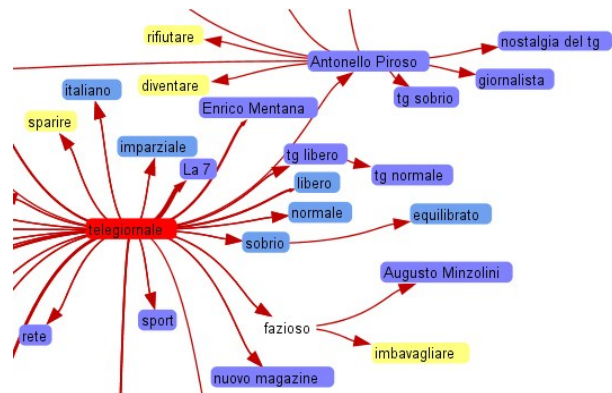 rifiutare
nostalgia del tg
Antonello Piroso
diventare
giornalista
italiano
Enrico Mentana
tg sobrio
sparire
imparziale
tg libero
La 7
tg normale
libero
normale
equilibrato
telegiornale
sobrio
Augusto Minzolini
sport
fazioso
rete
imbavagliare
nuovo magazine